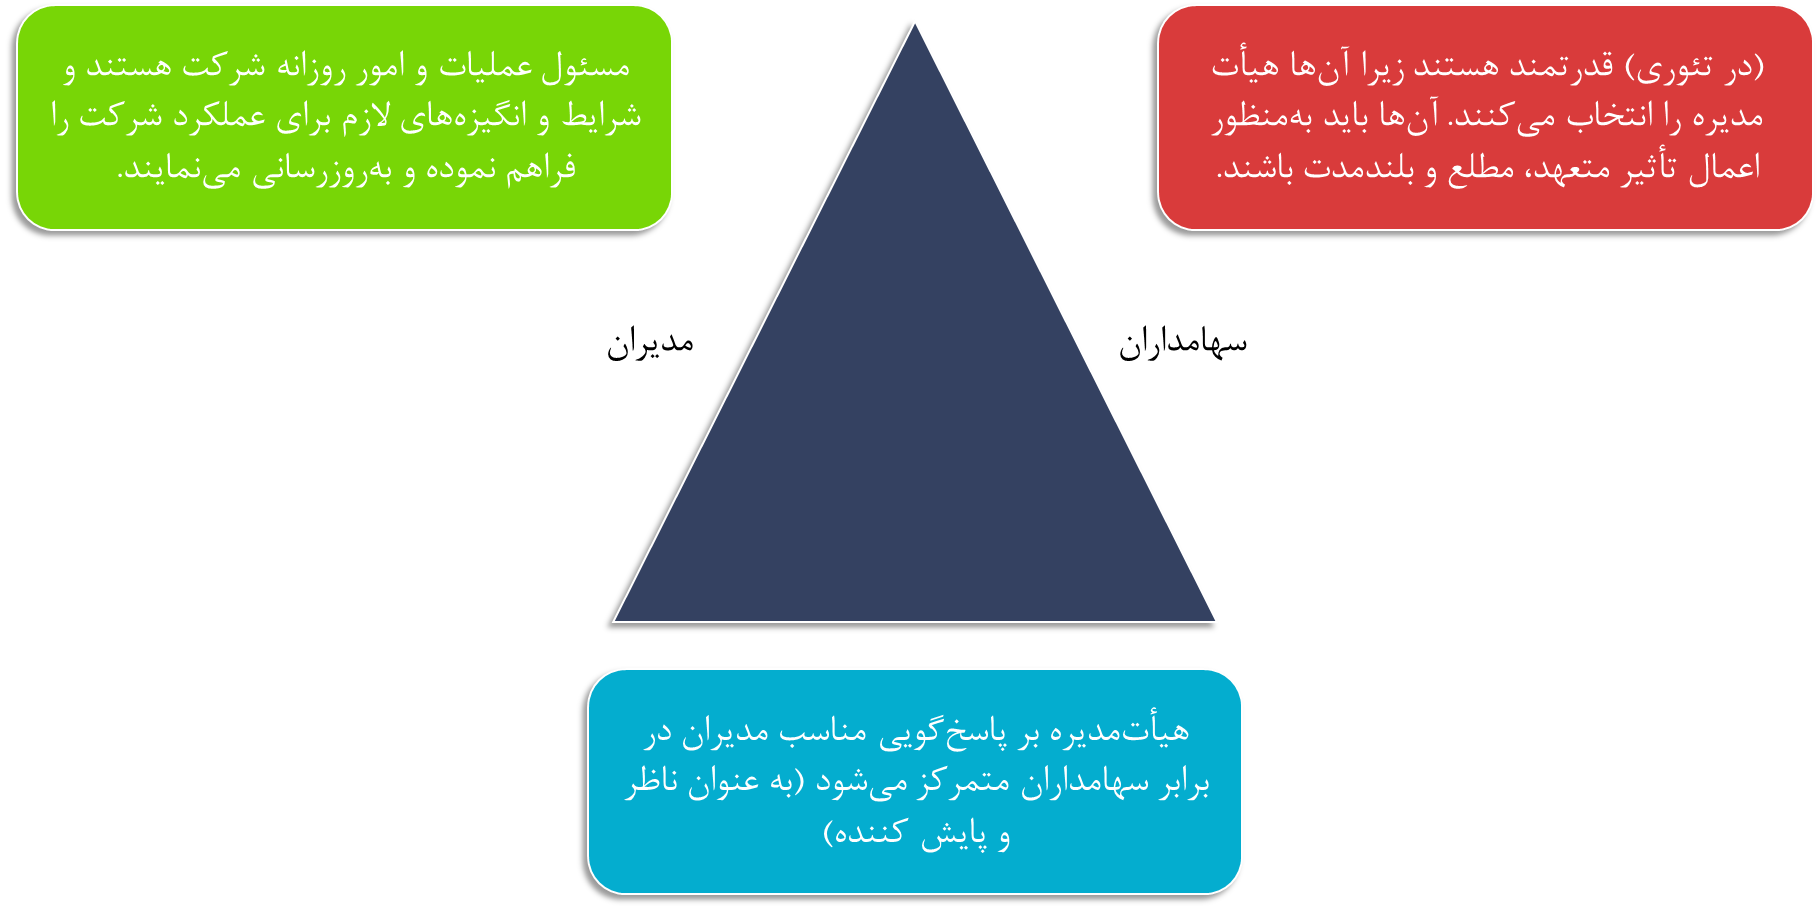 (در تئوری) قدرتمند هستند زیرا آن‌ها هیأت
مدیره را انتخاب می‌کنند. آن‌ها باید به‌منظور
اعمال تأثیر متعهد، مطلع و بلندمدت باشند.
مسئول عملیات و امور روزانه شرکت هستند و
شرایط و انگیزه‌های لازم برای عملکرد شرکت را
فراهم نموده و به‌روزرسانی می‌نمایند.
سهامداران
مدیران
هیأت‌مدیره بر پاسخ‌گویی مناسب مدیران در
برابر سهامداران متمرکز می‌شود (به عنوان ناظر
و پایش کننده)